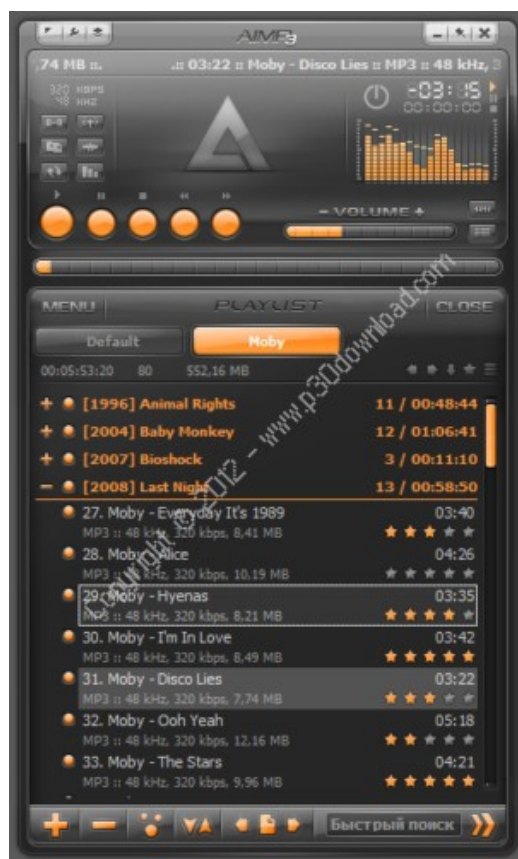 AIMP3
,74 MB ::. .:: 03:22 :: Moby - Disco Lies :: MP3 :: 48 kHz, 3
320 KBPS
48 KHZ
-03:15
00:00:00
- VOLUME +
MENU PLAYLIST CLOSE
Default Moby
00:05:53:20 80 552,16 MB
+ [1996] Animal Rights 11 / 00:48:44
+ [2004] Baby Monkey 12 / 01:06:41
+ [2007] Bioshock 3 / 00:11:10
- [2008] Last Night 13 / 00:58:50
27. Moby - Everyday It's 1989 03:40
MP3 :: 48 kHz, 320 kbps, 8,41 MB
28. Moby - Alice 04:26
MP3 :: 48 kHz, 320 kbps, 10,19 MB
29. Moby - Hyenas 03:35
MP3 :: 48 kHz, 320 kbps, 8,21 MB
30. Moby - I'm In Love 03:42
MP3 :: 48 kHz, 320 kbps, 8,49 MB
31. Moby - Disco Lies 03:22
MP3 :: 48 kHz, 320 kbps, 7,74 MB
32. Moby - Ooh Yeah 05:18
MP3 :: 48 kHz, 320 kbps, 12,16 MB
33. Moby - The Stars 04:21
MP3 :: 48 kHz, 320 kbps, 9,96 MB
Быстрый поиск
Copyright © 2012 - www.p30download.com